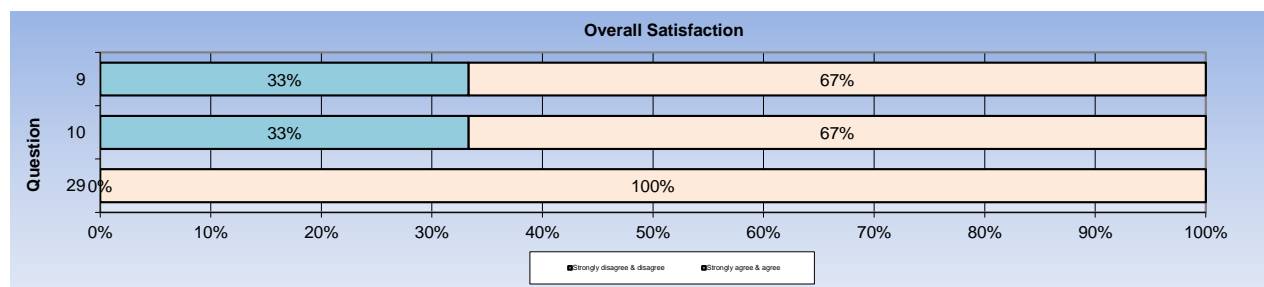 Overall Satisfaction
Question
9 33% 67%
10 33% 67%
29 0% 100%
0% 10% 20% 30% 40% 50% 60% 70% 80% 90% 100%
Strongly disagree & disagree Strongly agree & agree